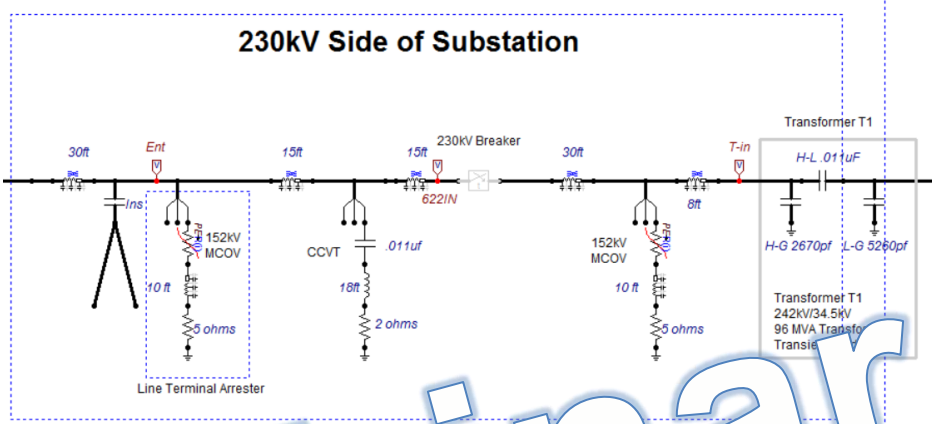 230kV Side of Substation
30ft
Ent
15ft
15ft
230kV Breaker
30ft
T-in
Transformer T1
H-L .011uF
V
V
V
622IN
8ft
Ins
152kV
MCOV
CCVT
.011uf
152kV
MCOV
H-G 2670pf
L-G 5260pf
10 ft
18ft
10 ft
5 ohms
2 ohms
5 ohms
Transformer T1
242kV/34.5kV
96 MVA
Line Terminal Arrester
inar